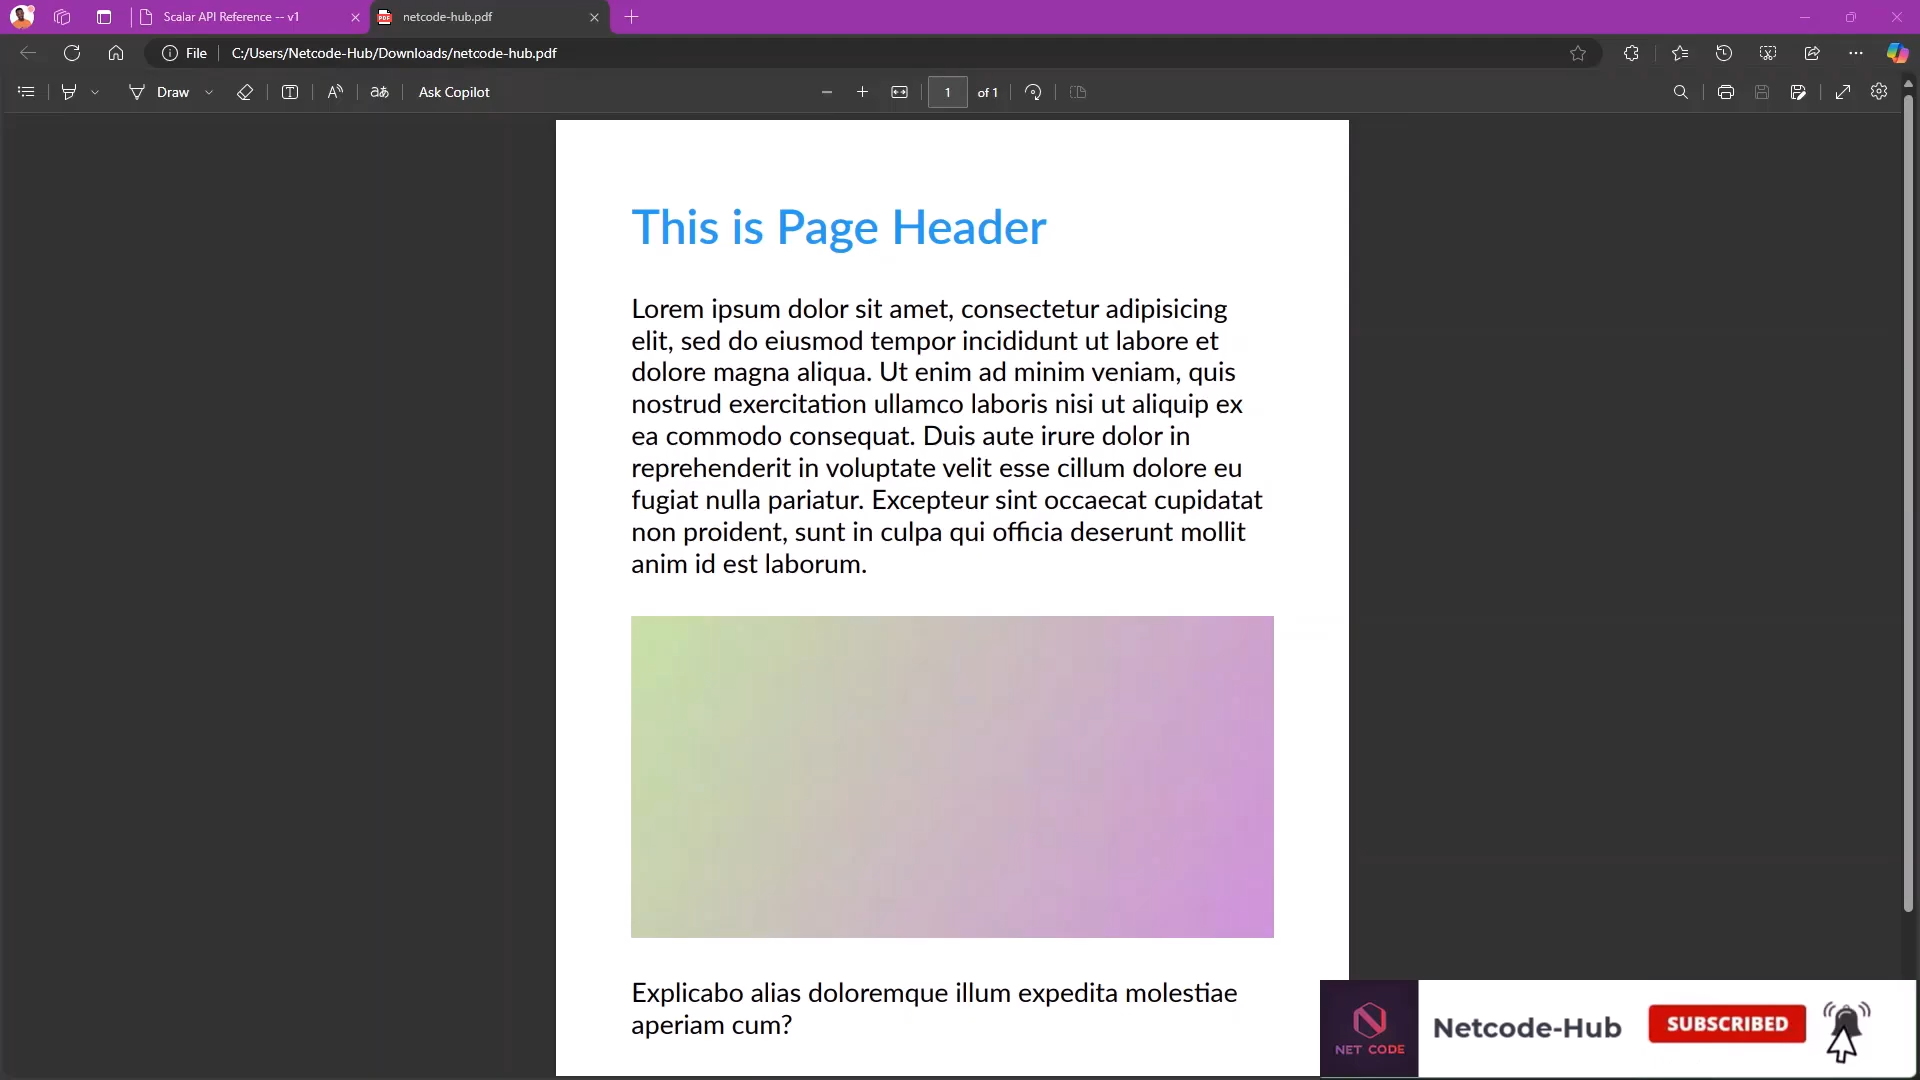 Scalar API Reference -- v1
netcode-hub.pdf
File
C:/Users/Netcode-Hub/Downloads/netcode-hub.pdf
Draw
Ask Copilot
1 of 1
This is Page Header
Lorem ipsum dolor sit amet, consectetur adipisicing
elit, sed do eiusmod tempor incididunt ut labore et
dolore magna aliqua. Ut enim ad minim veniam, quis
nostrud exercitation ullamco laboris nisi ut aliquip ex
ea commodo consequat. Duis aute irure dolor in
reprehenderit in voluptate velit esse cillum dolore eu
fugiat nulla pariatur. Excepteur sint occaecat cupidatat
non proident, sunt in culpa qui officia deserunt mollit
anim id est laborum.
Explicabo alias doloremque illum expedita molestiae
aperiam cum?
NET CODE
Netcode-Hub
SUBSCRIBED